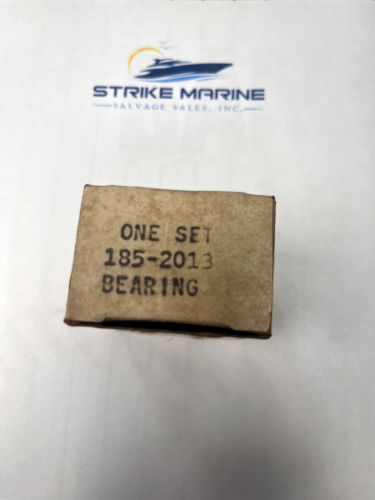 STRIKE MARINE
SALVAGE SALES, INC.
ONE SET
185-2013
BEARING